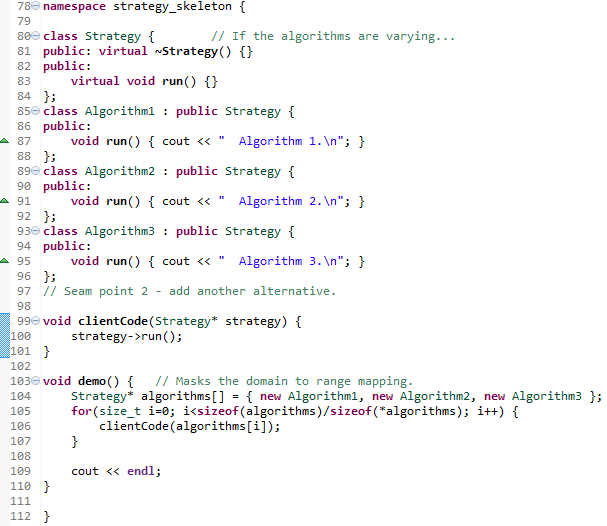 78 namespace strategy_skeleton {
79
80 class Strategy {        // If the algorithms are varying...
81 public: virtual ~Strategy() {}
82 public:
83     virtual void run() {}
84 };
85 class Algorithm1 : public Strategy {
86 public:
87     void run() { cout << "  Algorithm 1.\n"; }
88 };
89 class Algorithm2 : public Strategy {
90 public:
91     void run() { cout << "  Algorithm 2.\n"; }
92 };
93 class Algorithm3 : public Strategy {
94 public:
95     void run() { cout << "  Algorithm 3.\n"; }
96 };
97 // Seam point 2 - add another alternative.
98
99 void clientCode(Strategy* strategy) {
100     strategy->run();
101 }
102
103 void demo() {   // Masks the domain to range mapping.
104     Strategy* algorithms[] = { new Algorithm1, new Algorithm2, new Algorithm3 };
105     for(size_t i=0; i<sizeof(algorithms)/sizeof(*algorithms); i++) {
106         clientCode(algorithms[i]);
107     }
108
109     cout << endl;
110 }
111
112 }